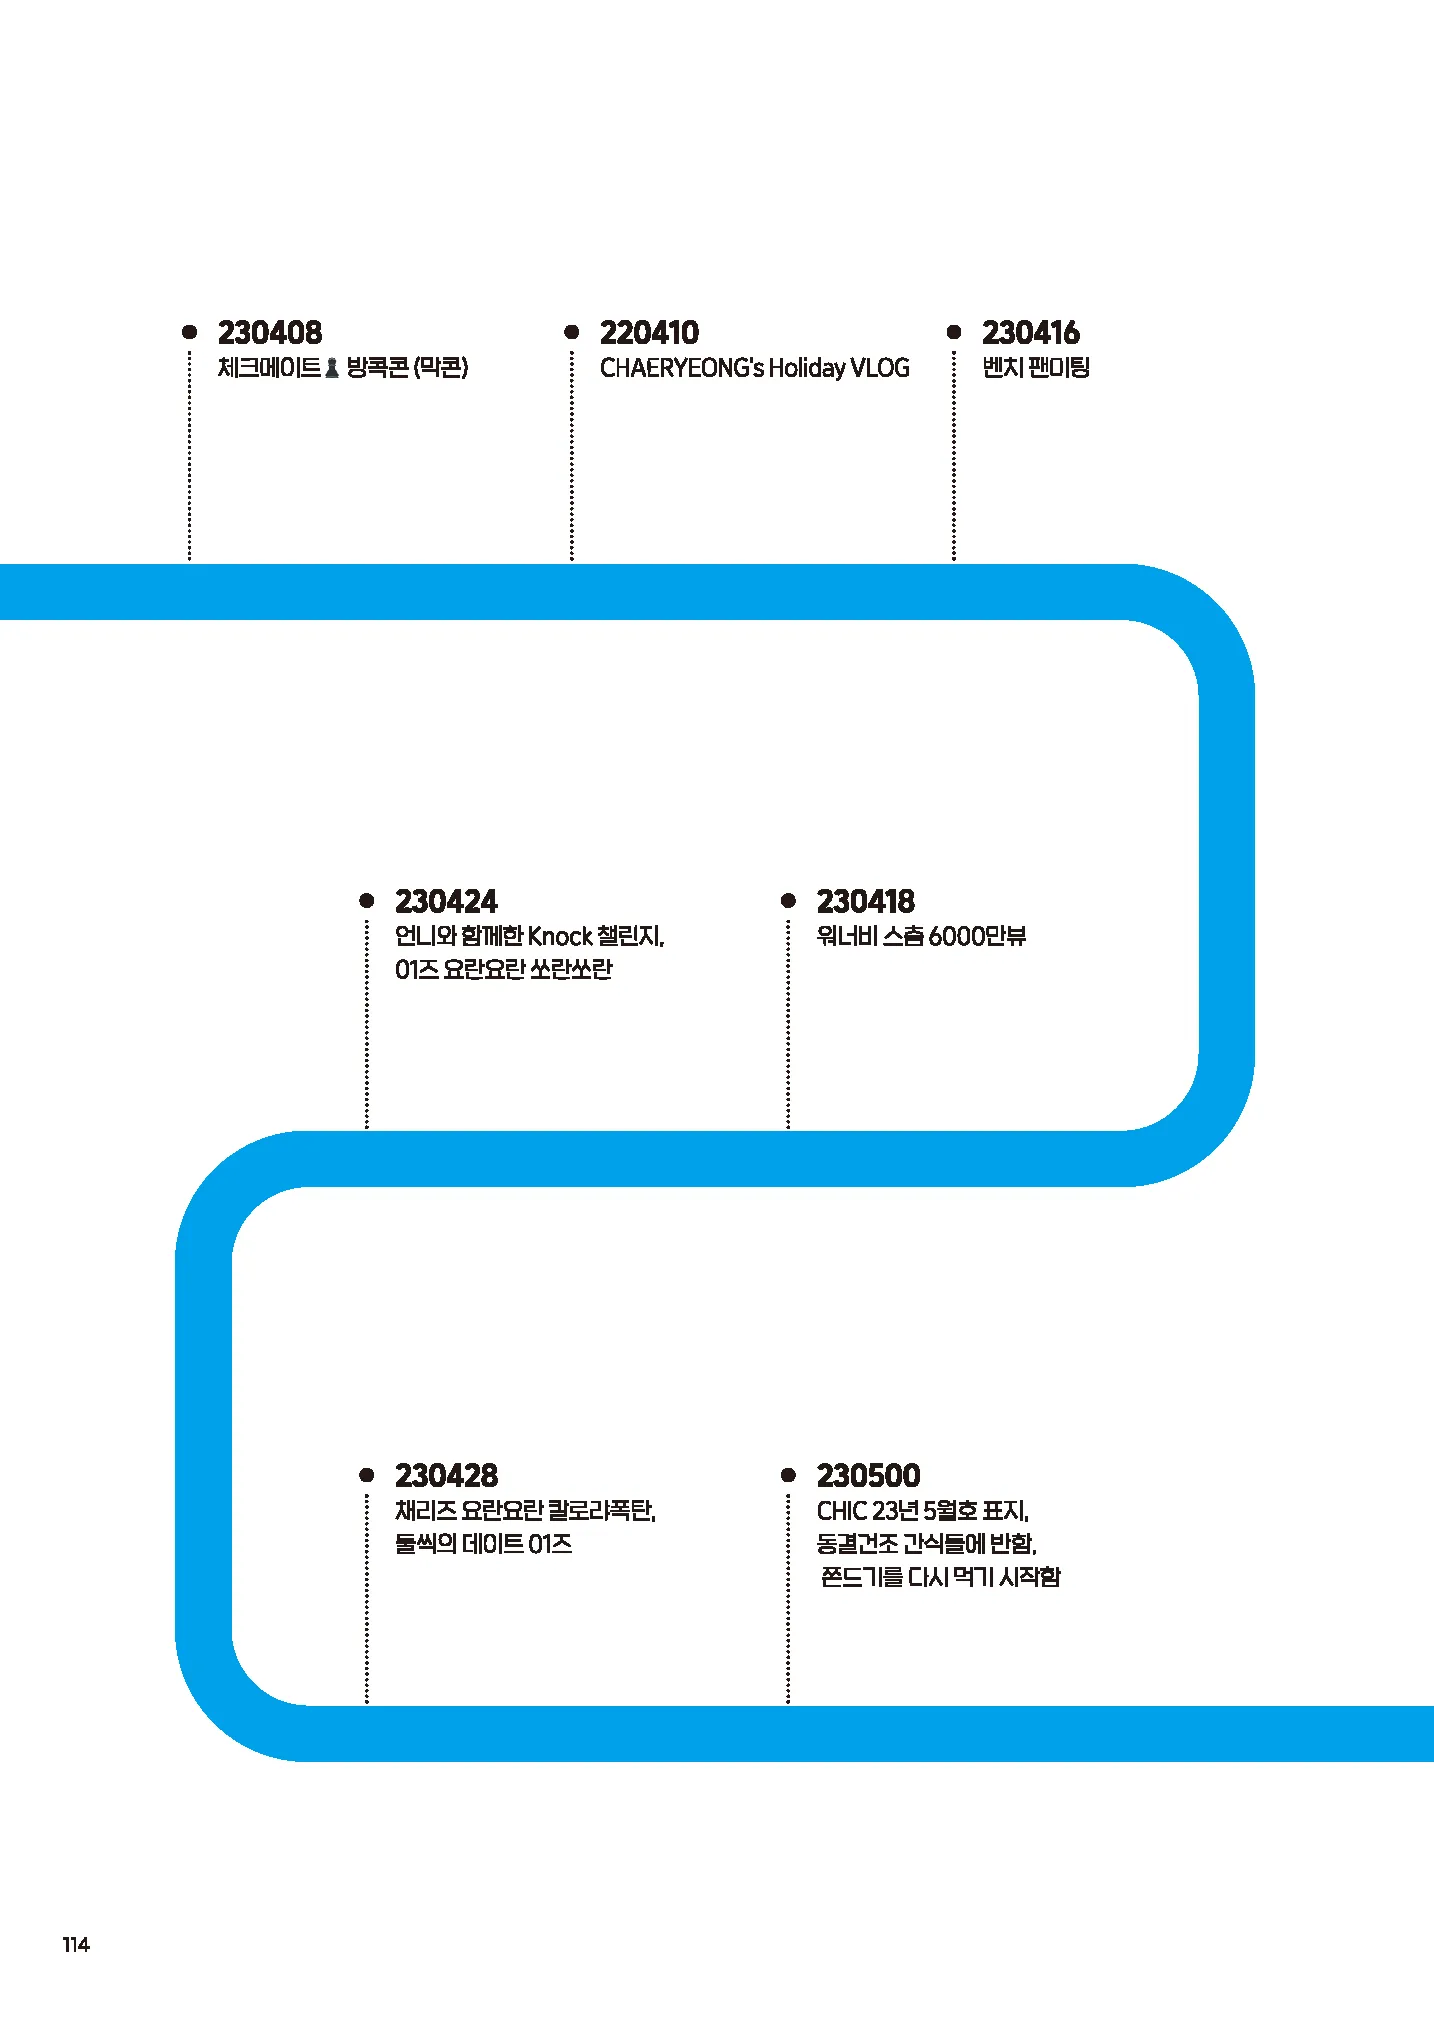 230408
체크메이트♟ 방콕콘 (막콘)
220410
CHAERYEONG's Holiday VLOG
230416
벤치 팬미팅
230418
워너비 스춤 6000만뷰
230424
언니와 함께한 Knock 챌린지,
01즈 요란요란 쏘란쏘란
230428
채리즈 요란요란 칼로랴폭탄,
둘씩의 데이트 01즈
230500
CHIC 23년 5월호 표지,
동결건조 간식들에 반함,
쫀드기를 다시 먹기 시작함
114